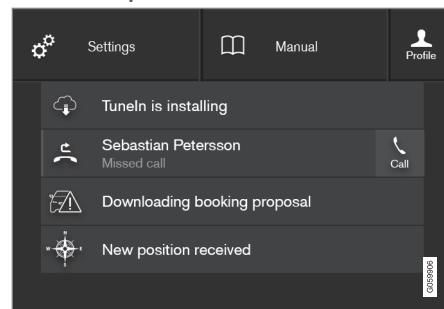 Settings
Manual
Profile
TuneIn is installing
Sebastian Petersson
Missed call
Call
Downloading booking proposal
N
W
S
New position received
G059906